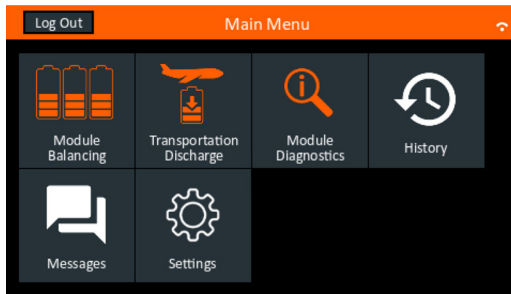 Log Out
Main Menu
Module
Balancing
Transportation
Discharge
Module
Diagnostics
History
Messages
Settings